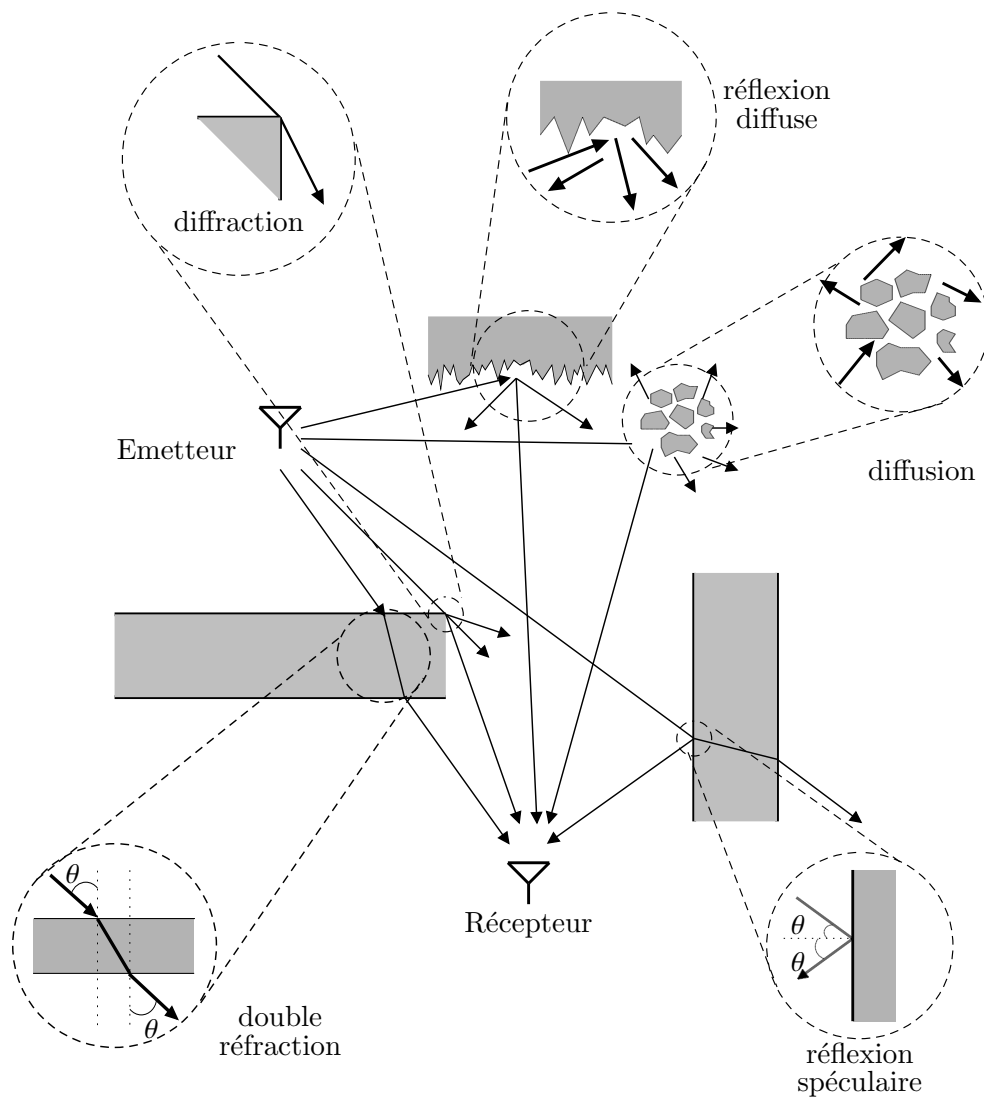 réflexion
diffuse
diffraction
Emetteur
diffusion
θ
θ
double
réfraction
Récepteur
θ
θ
réflexion
spéculaire